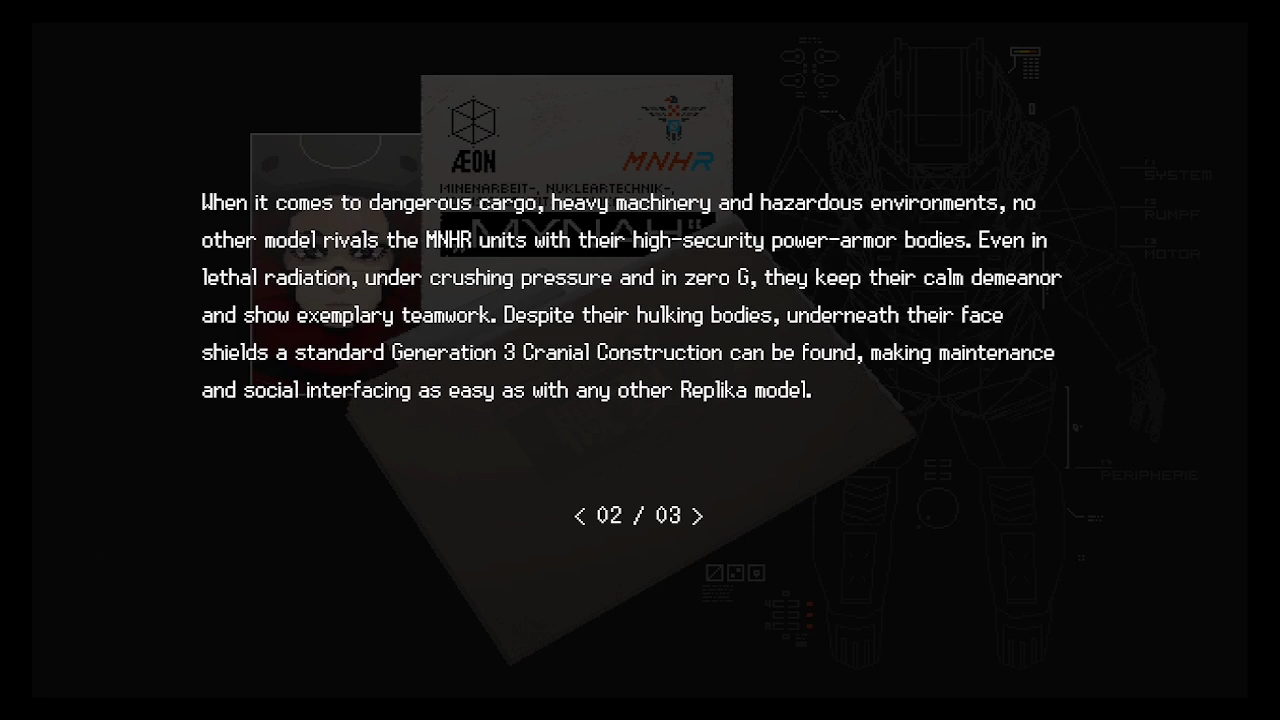 ÆON
MNHR
MINENARBEIT-, NUKLEARTECHNIK-,
MYNAH
When it comes to dangerous cargo, heavy machinery and hazardous environments, no
other model rivals the MNHR units with their high-security power-armor bodies. Even in
lethal radiation, under crushing pressure and in zero G, they keep their calm demeanor
and show exemplary teamwork. Despite their hulking bodies, underneath their face
shields a standard Generation 3 Cranial Construction can be found, making maintenance
and social interfacing as easy as with any other Replika model.
< 02 / 03 >
SYSTEM
RUMPF
MOTOR
PERIPHERIE